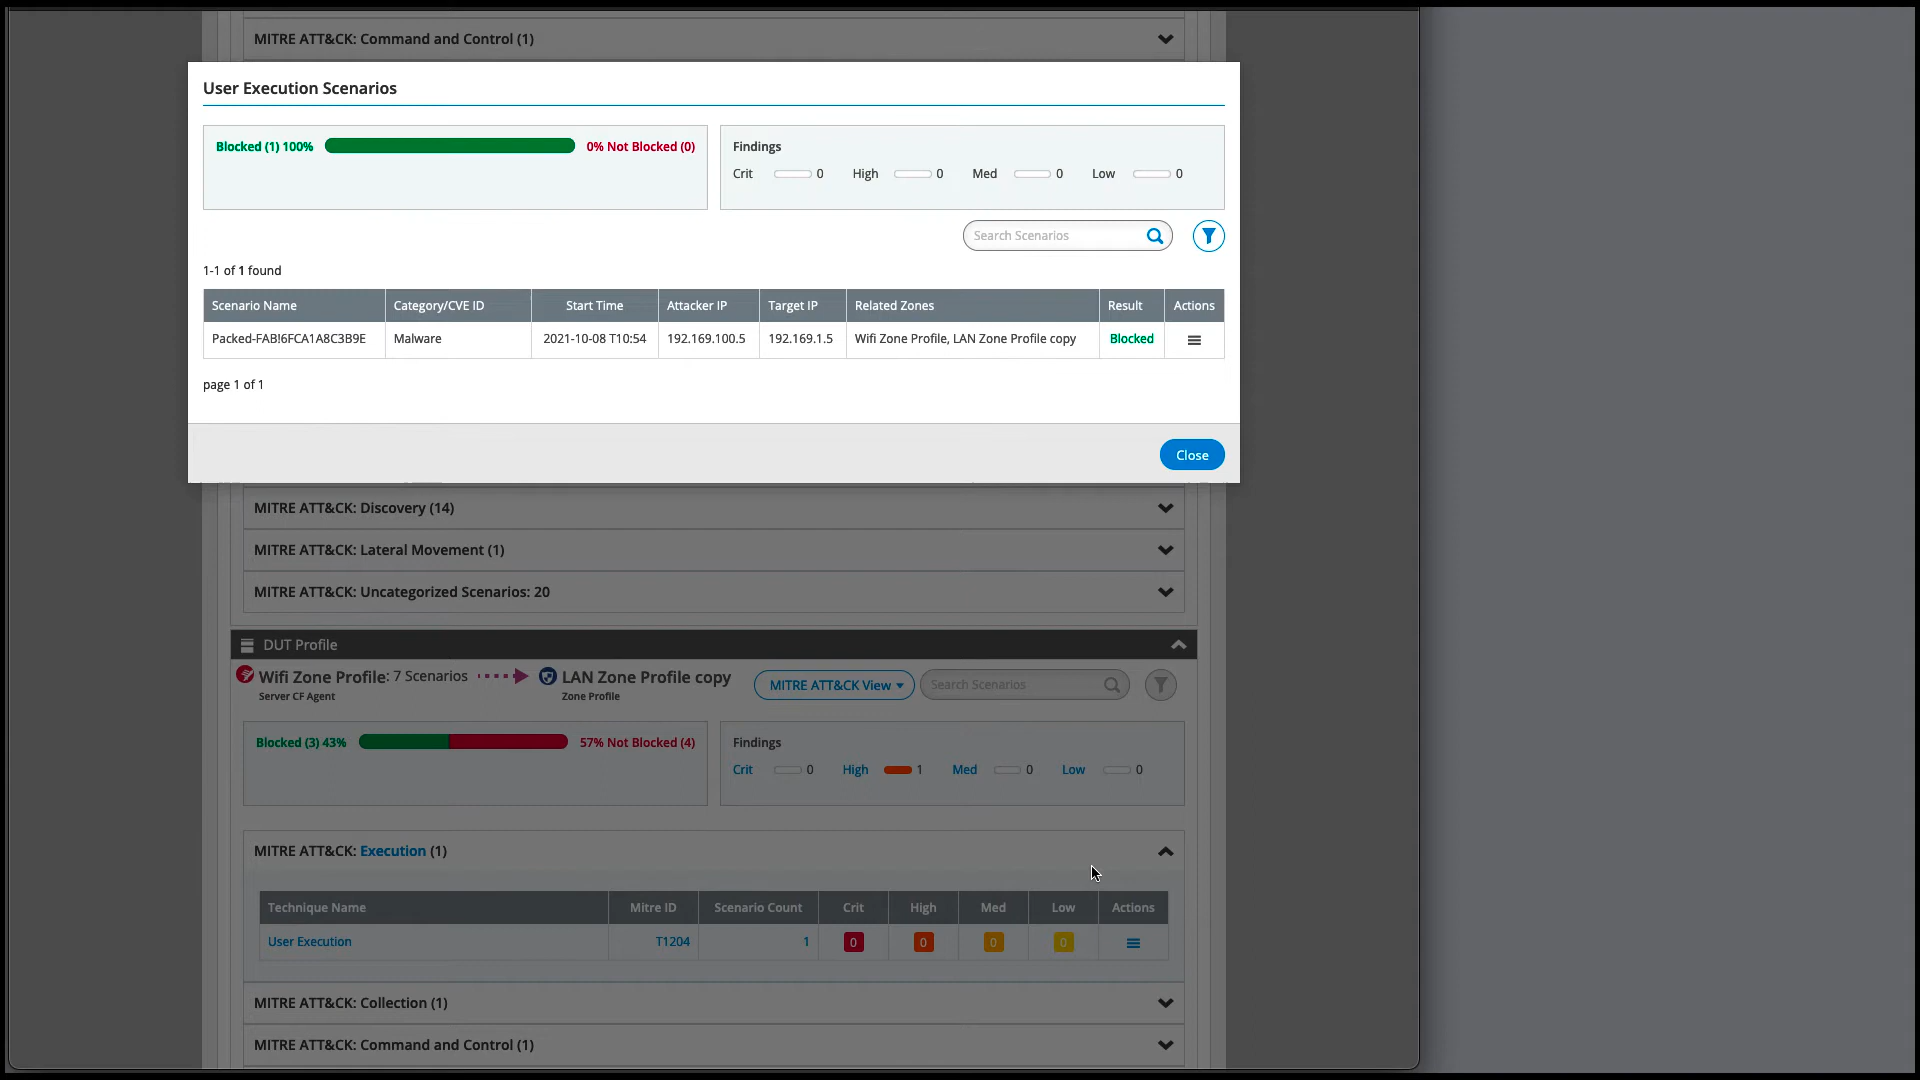 MITRE ATT&CK: Command and Control (1)
User Execution Scenarios
Blocked (1) 100% 0% Not Blocked (0)
Findings
Crit 0 High 0 Med 0 Low 0
Search Scenarios
1-1 of 1 found
Scenario Name Category/CVE ID Start Time Attacker IP Target IP Related Zones Result Actions
Packed-FAB!6FCA1A8C3B9E Malware 2021-10-08 T10:54 192.169.100.5 192.169.1.5 Wifi Zone Profile, LAN Zone Profile copy Blocked
page 1 of 1
Close
MITRE ATT&CK: Discovery (14)
MITRE ATT&CK: Lateral Movement (1)
MITRE ATT&CK: Uncategorized Scenarios: 20
DUT Profile
Wifi Zone Profile: 7 Scenarios LAN Zone Profile copy MITRE ATT&CK View Search Scenarios
Server CF Agent Zone Profile
Blocked (3) 43% 57% Not Blocked (4)
Findings
Crit 0 High 1 Med 0 Low 0
MITRE ATT&CK: Execution (1)
Technique Name Mitre ID Scenario Count Crit High Med Low Actions
User Execution T1204 1 0 0 0 0
MITRE ATT&CK: Collection (1)
MITRE ATT&CK: Command and Control (1)